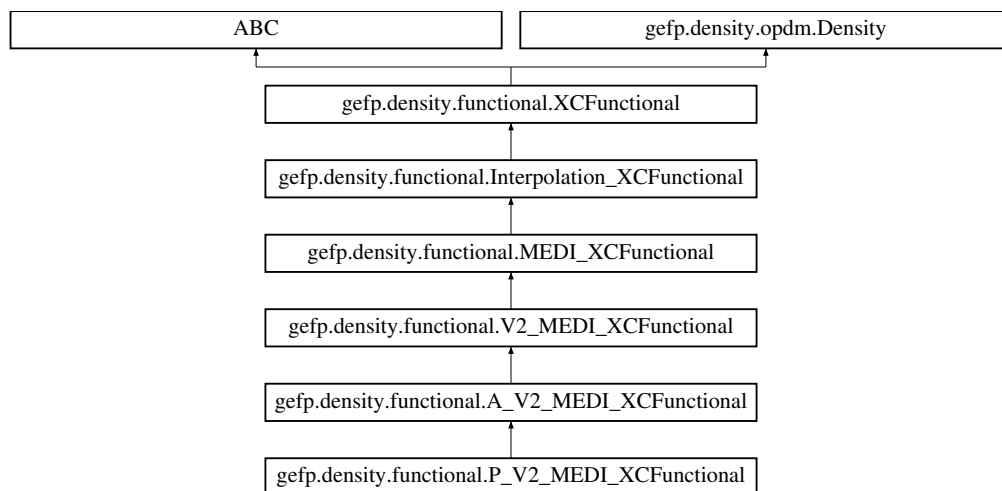 ABC
gefp.density.opdm.Density
gefp.density.functional.XCFunctional
gefp.density.functional.Interpolation_XCFunctional
gefp.density.functional.MEDI_XCFunctional
gefp.density.functional.V2_MEDI_XCFunctional
gefp.density.functional.A_V2_MEDI_XCFunctional
gefp.density.functional.P_V2_MEDI_XCFunctional